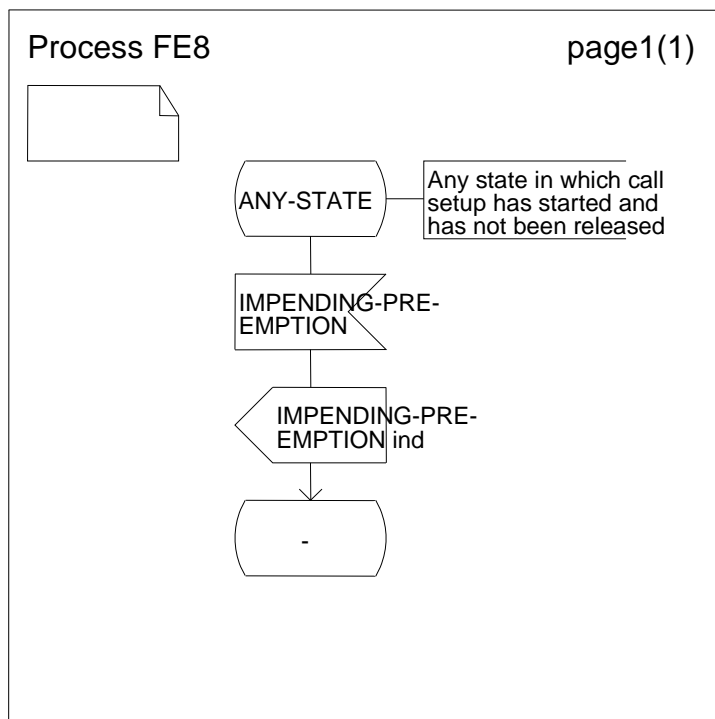 Process FE8
page1(1)
ANY-STATE
Any state in which call
setup has started and
has not been released
IMPENDING-PRE-
EMPTION
IMPENDING-PRE-
EMPTION ind
-